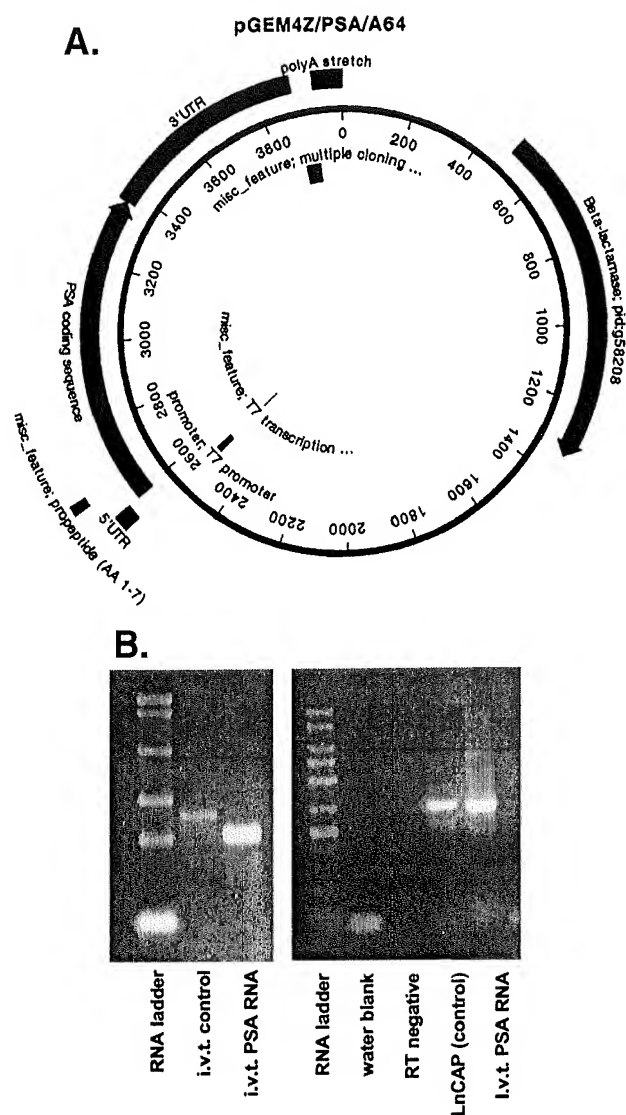 A.
pGEM4Z/PSA/A64
polyA stretch
3'UTR
PSA coding sequence
misc_feature; propeptide (AA 1-7)
5'UTR
Beta-lactamase; pid:g58208
misc_feature; multiple cloning ...
misc_feature; T7 transcription ...
promoter; T7 promoter
0
200
400
600
800
1000
1200
1400
1600
1800
2000
2200
2400
2600
2800
3000
3200
3400
3600
3800
B.
RNA ladder
i.v.t. control
i.v.t. PSA RNA
RNA ladder
water blank
RT negative
LnCAP (control)
I.v.t. PSA RNA